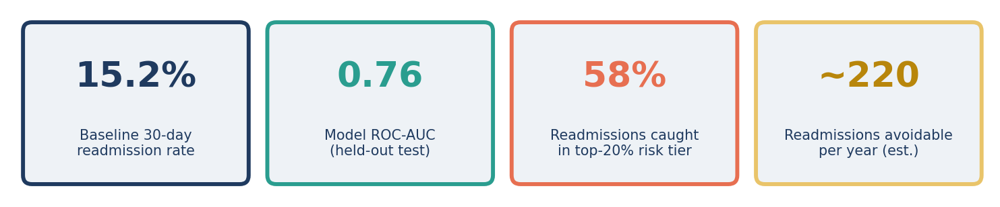 15.2%
Baseline 30-day
readmission rate
0.76
Model ROC-AUC
(held-out test)
58%
Readmissions caught
in top-20% risk tier
~220
Readmissions avoidable
per year (est.)